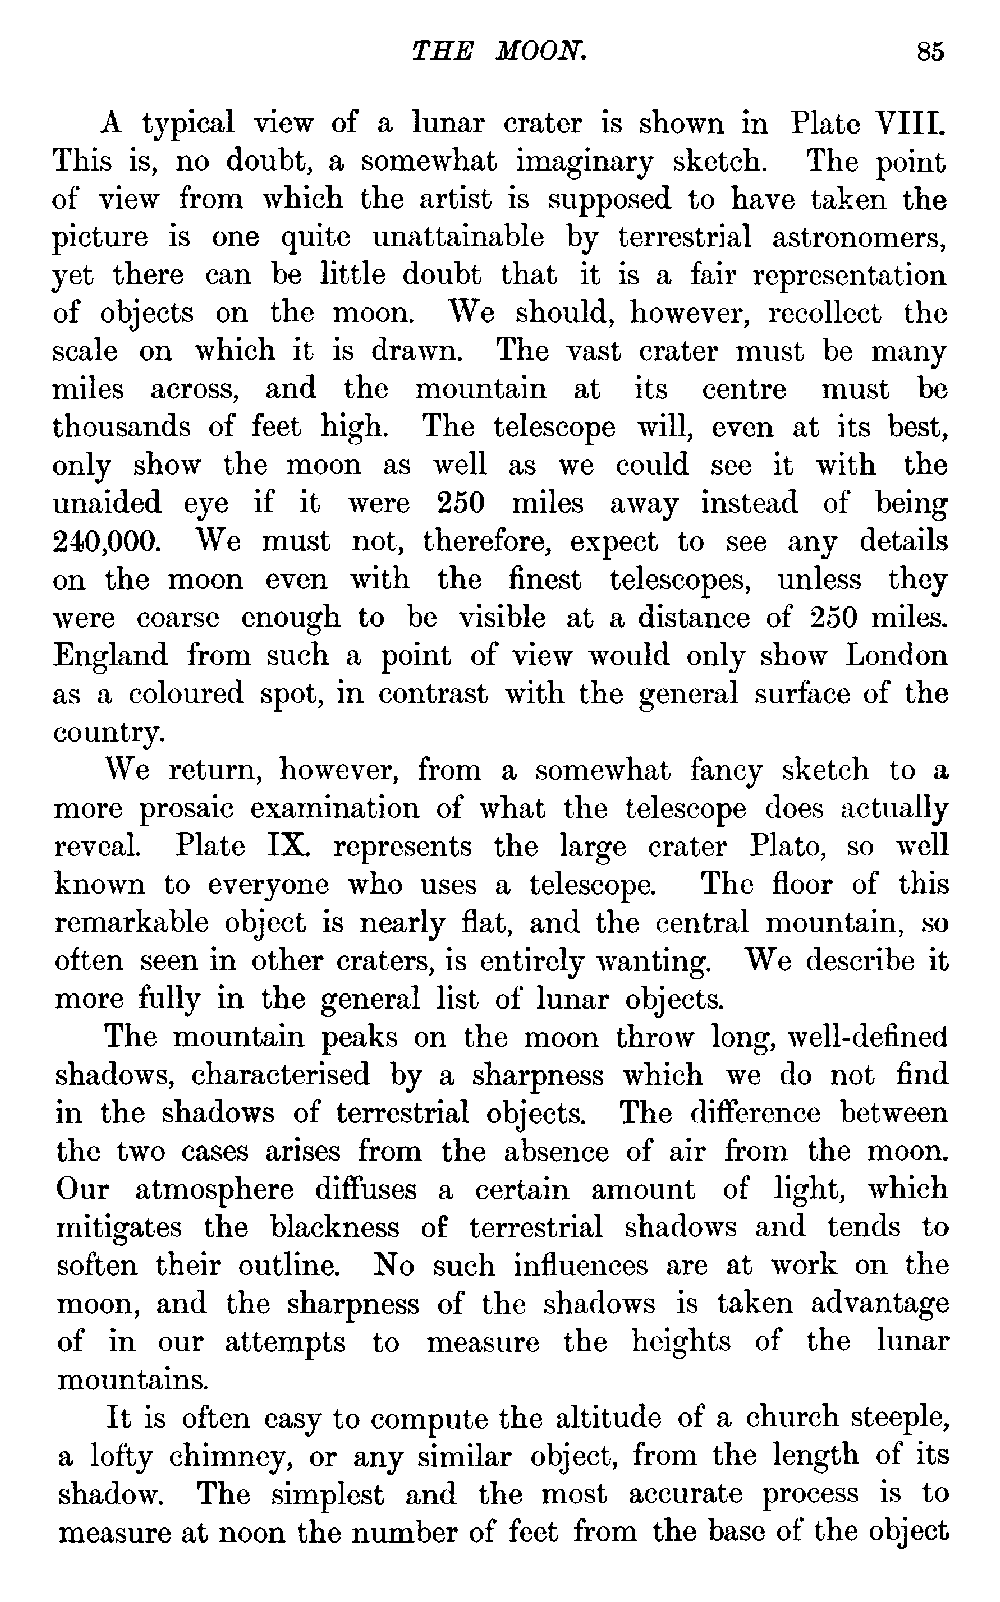 THE MOON. 85
A typical view of a lunar crater is shown in Plate VIII.
This is, no doubt, a somewhat imaginary sketch. The point
of view from which the artist is supposed to have taken the
picture is one quite unattainable by terrestrial astronomers,
yet there can be little doubt that it is a fair representation
of objects on the moon. We should, however, recollect the
scale on which it is drawn. The vast crater must be many
miles across, and the mountain at its centre must be
thousands of feet high. The telescope will, even at its best,
only show the moon as well as we could see it with the
unaided eye if it were 250 miles away instead of being
240,000. We must not, therefore, expect to see any details
on the moon even with the finest telescopes, unless they
were coarse enough to be visible at a distance of 250 miles.
England from such a point of view would only show London
as a coloured spot, in contrast with the general surface of the
country.
We return, however, from a somewhat fancy sketch to a
more prosaic examination of what the telescope does actually
reveal. Plate IX. represents the large crater Plato, so well
known to everyone who uses a telescope. The floor of this
remarkable object is nearly flat, and the central mountain, so
often seen in other craters, is entirely wanting. We describe it
more fully in the general list of lunar objects.
The mountain peaks on the moon throw long, well-defined
shadows, characterised by a sharpness which we do not find
in the shadows of terrestrial objects. The difference between
the two cases arises from the absence of air from the moon.
Our atmosphere diffuses a certain amount of light, which
mitigates the blackness of terrestrial shadows and tends to
soften their outline. No such influences are at work on the
moon, and the sharpness of the shadows is taken advantage
of in our attempts to measure the heights of the lunar
mountains.
It is often easy to compute the altitude of a church steeple,
a lofty chimney, or any similar object, from the length of its
shadow. The simplest and the most accurate process is to
measure at noon the number of feet from the base of the object